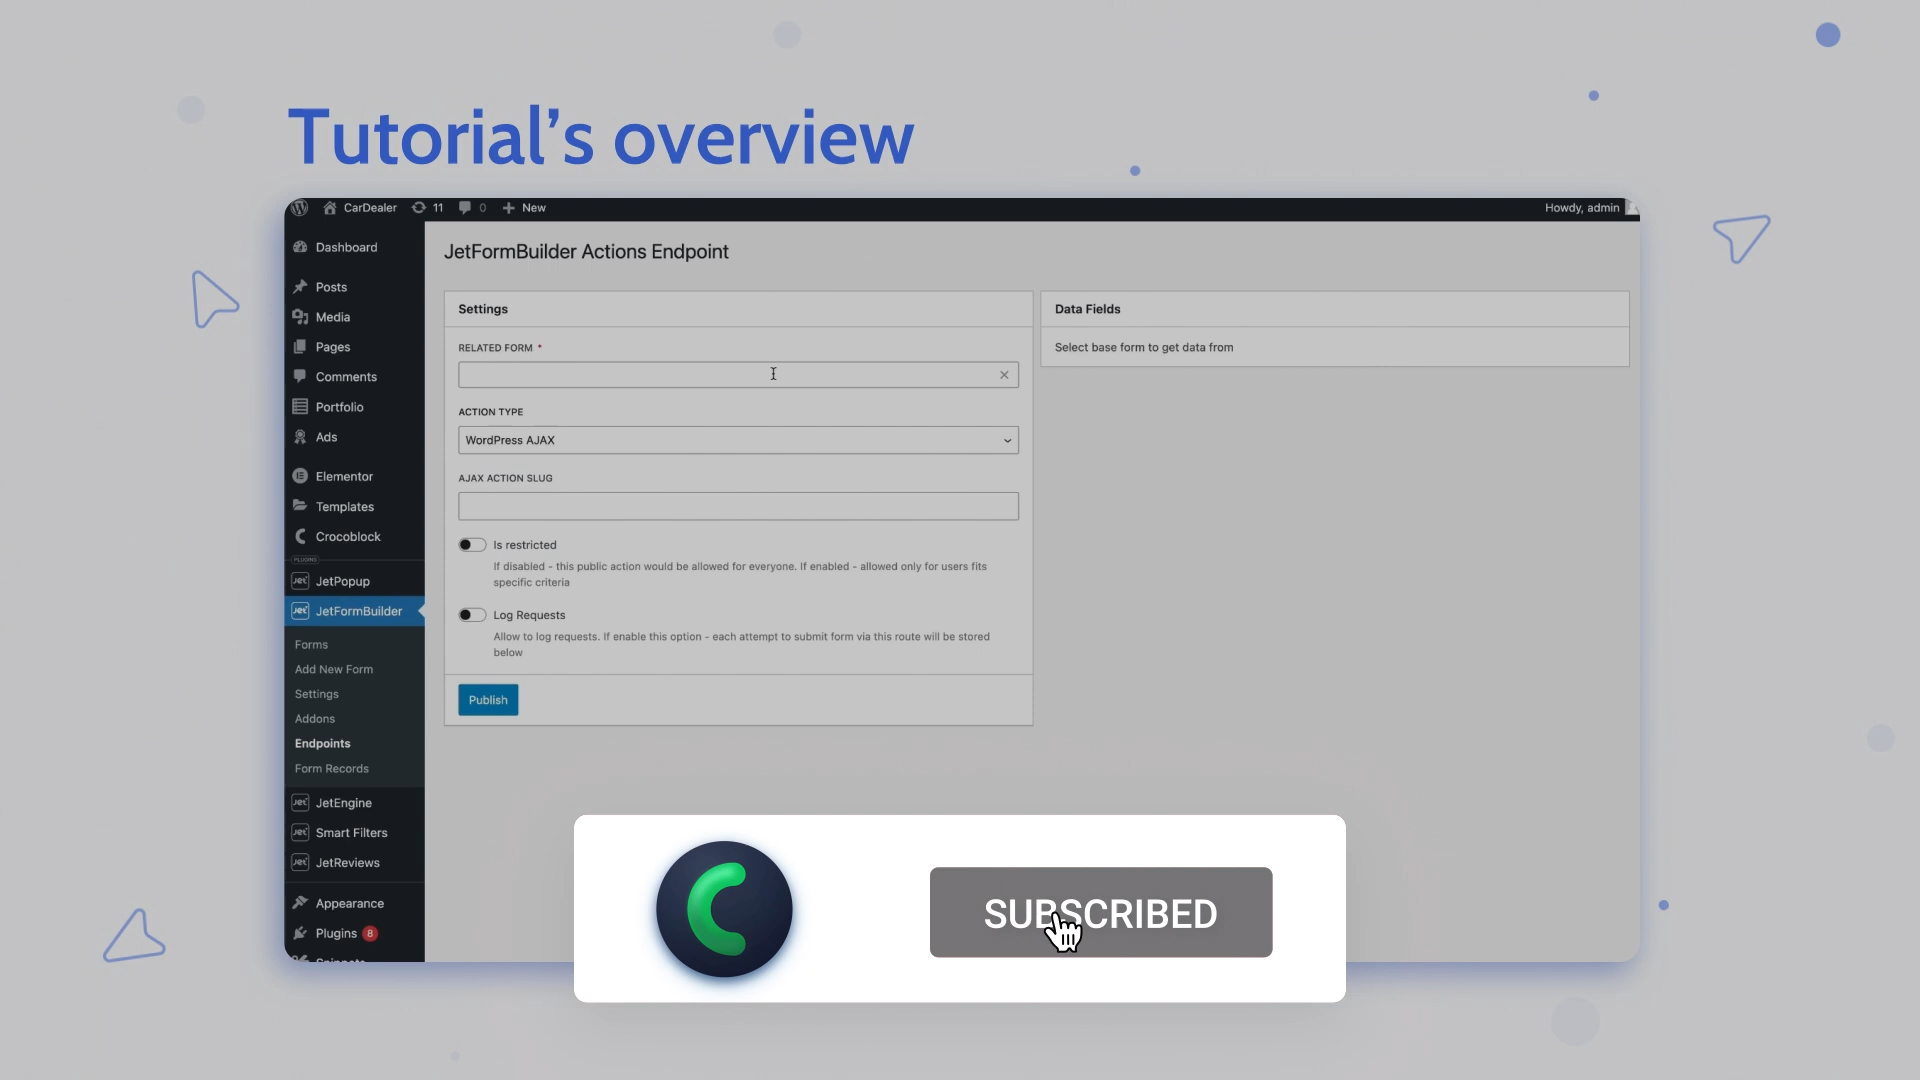 Tutorial’s overview
CarDealer 11 0 New
Howdy, admin
Dashboard
Posts
Media
Pages
Comments
Portfolio
Ads
Elementor
Templates
Crocoblock
PLUGINS
JetPopup
JetFormBuilder
Forms
Add New Form
Settings
Addons
Endpoints
Form Records
JetEngine
Smart Filters
JetReviews
Appearance
Plugins 8
Snippets
JetFormBuilder Actions Endpoint
Settings
RELATED FORM *
ACTION TYPE
WordPress AJAX
AJAX ACTION SLUG
Is restricted
If disabled - this public action would be allowed for everyone. If enabled - allowed only for users fits
specific criteria
Log Requests
Allow to log requests. If enable this option - each attempt to submit form via this route will be stored
below
Publish
Data Fields
Select base form to get data from
SUBSCRIBED